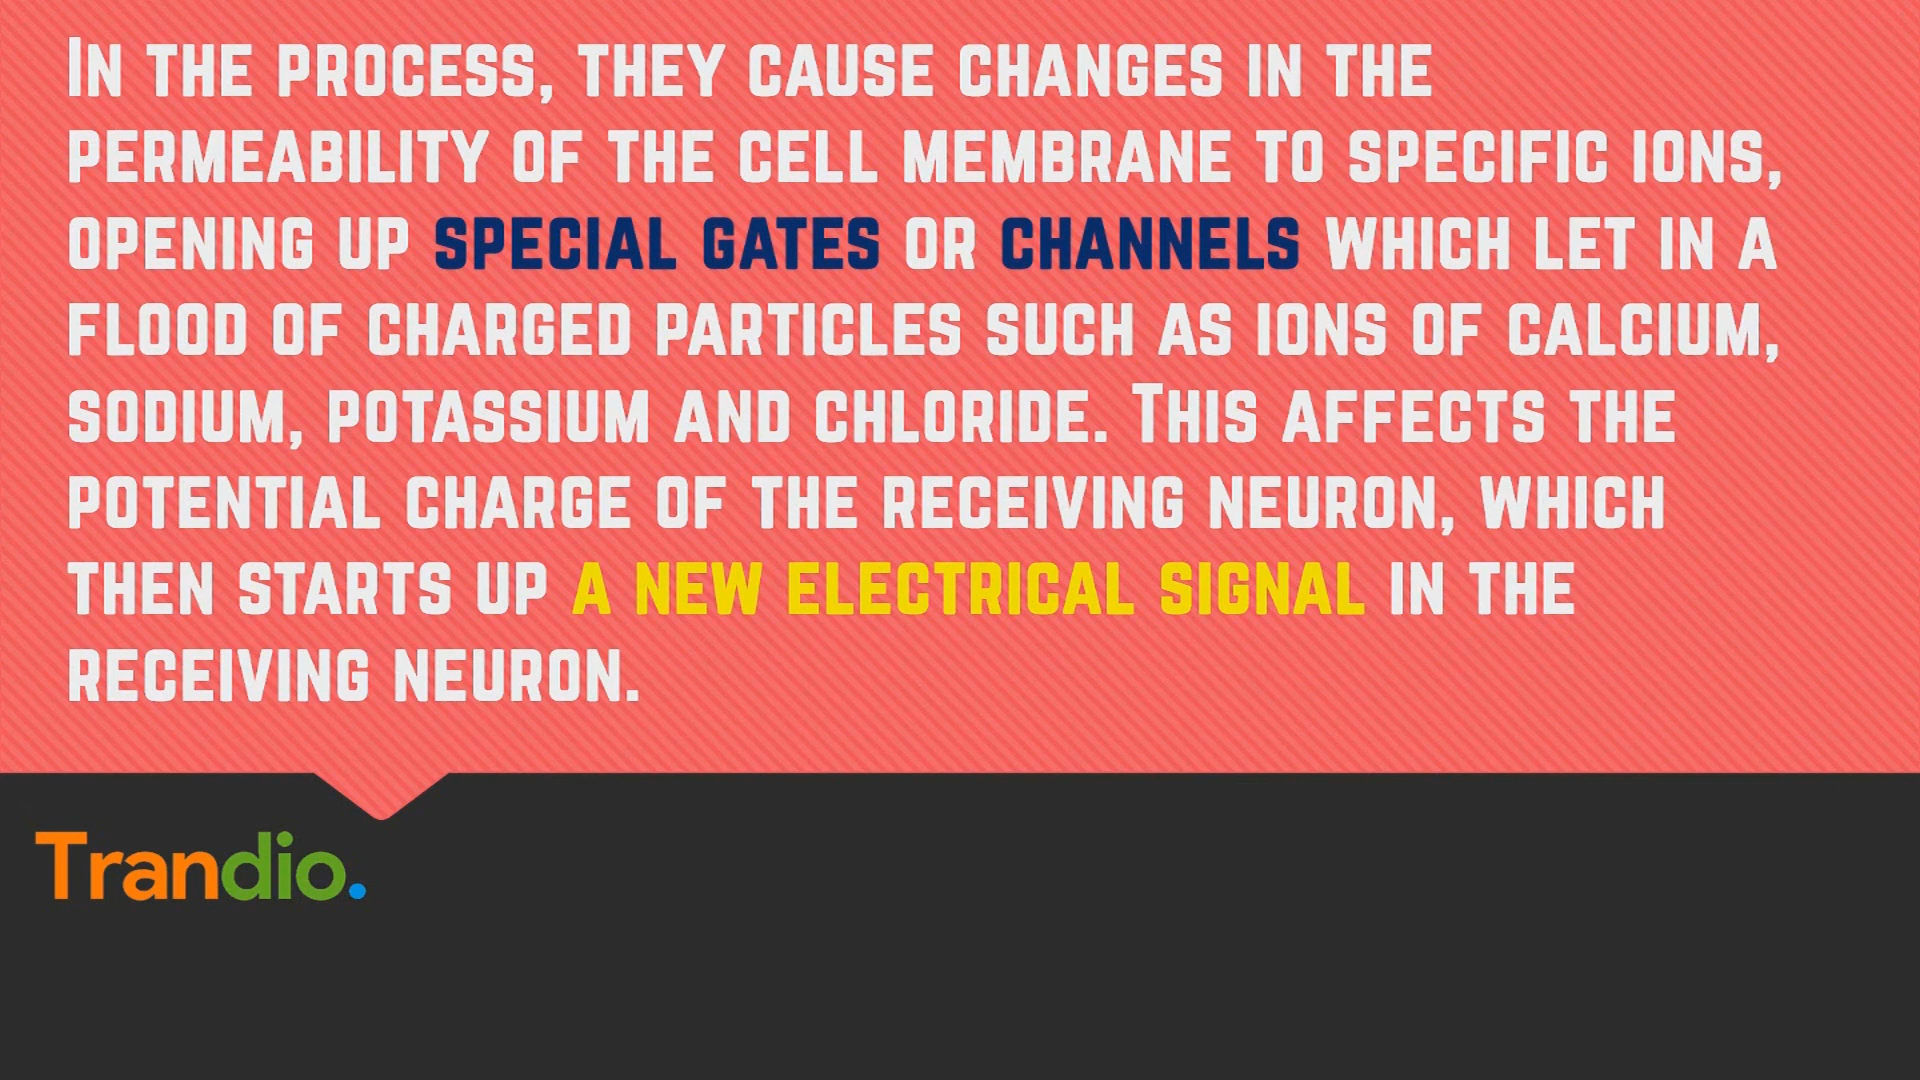 In the process, they cause changes in the
permeability of the cell membrane to specific ions,
opening up special gates or channels which let in a
flood of charged particles such as ions of calcium,
sodium, potassium and chloride. This affects the
potential charge of the receiving neuron, which
then starts up a new electrical signal in the
receiving neuron.
Trandio.